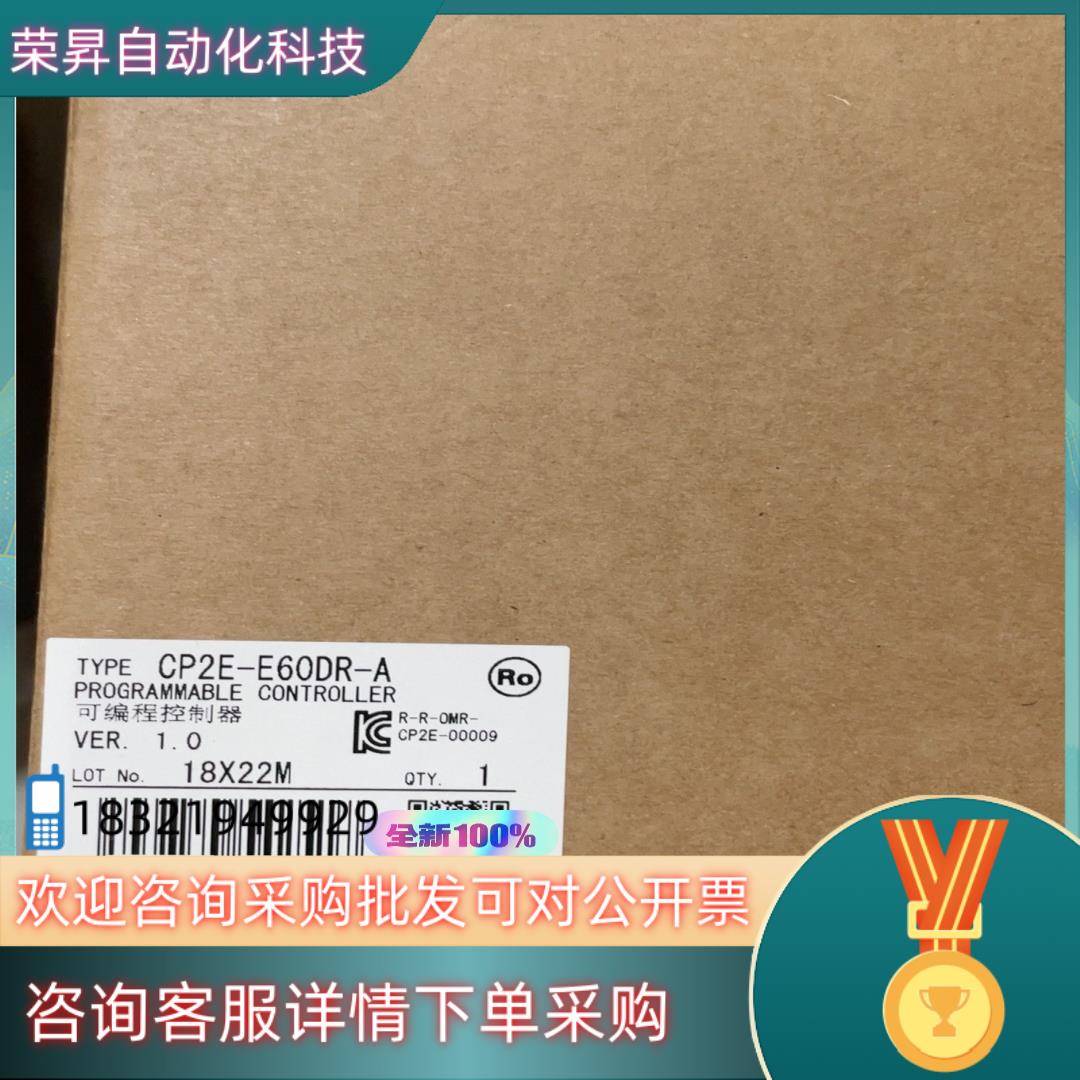 荣昇自动化科技
TYPE CP2E-E60DR-A
Ro
PROGRAMMABLE CONTROLLER
可编程控制器
R-R-OMR-
CP2E-00009
VER. 1.0
LOT No. 18X22M QTY. 1
18321949929
全新100%
欢迎咨询采购批发可对公开票
咨询客服详情下单采购